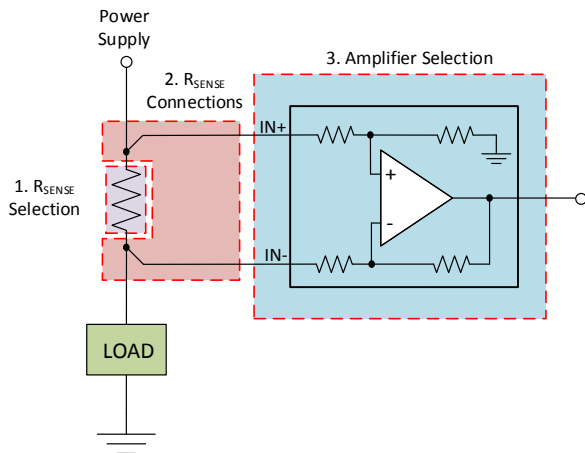 Power
Supply
3. Amplifier Selection
2. RSENSE
Connections
IN+
1. RSENSE
Selection
+
-
IN-
LOAD